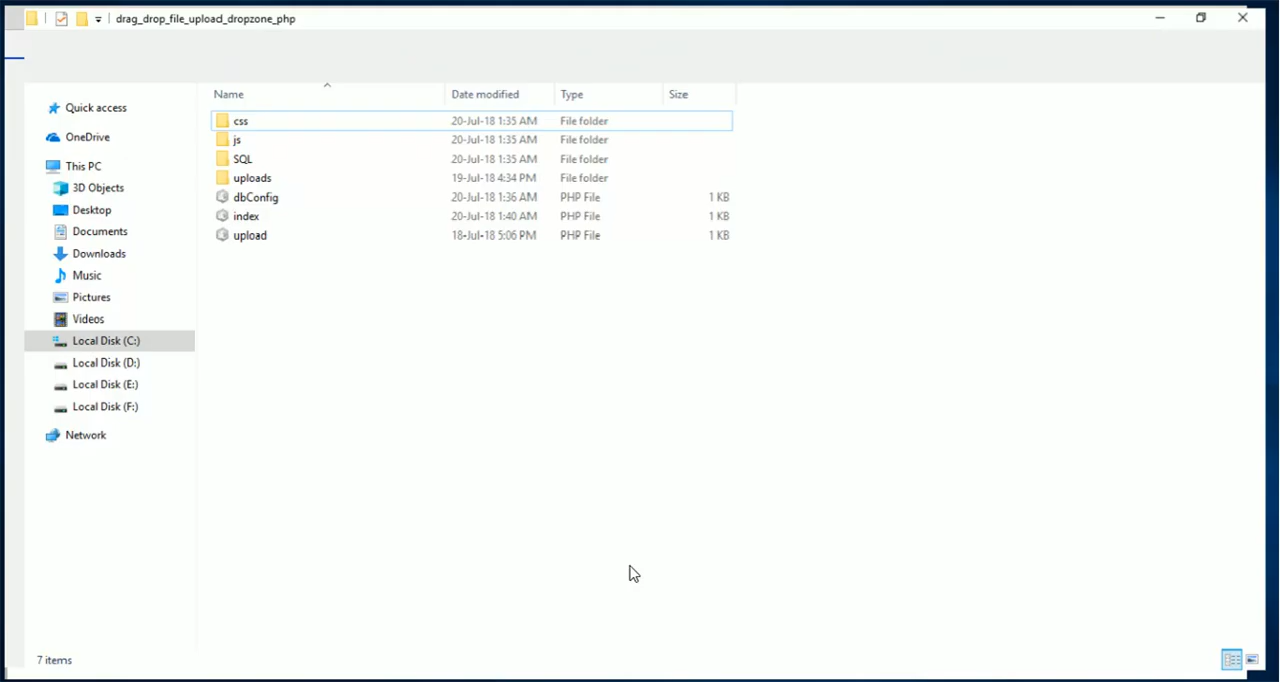 drag_drop_file_upload_dropzone_php
Name Date modified Type Size
css 20-Jul-18 1:35 AM File folder
js 20-Jul-18 1:35 AM File folder
SQL 20-Jul-18 1:35 AM File folder
uploads 19-Jul-18 4:34 PM File folder
dbConfig 20-Jul-18 1:36 AM PHP File 1 KB
index 20-Jul-18 1:40 AM PHP File 1 KB
upload 18-Jul-18 5:06 PM PHP File 1 KB
Quick access
OneDrive
This PC
3D Objects
Desktop
Documents
Downloads
Music
Pictures
Videos
Local Disk (C:)
Local Disk (D:)
Local Disk (E:)
Local Disk (F:)
Network
7 items